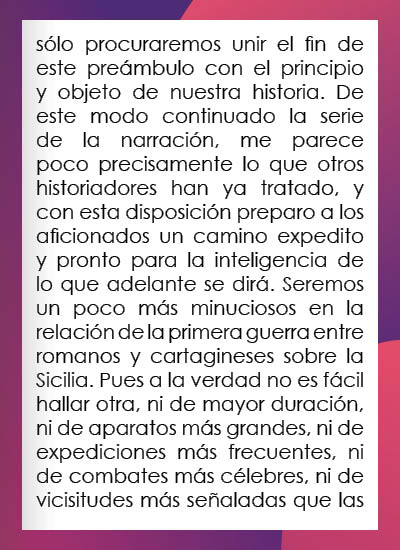 sólo procuraremos unir el fin de
este preámbulo con el principio
y objeto de nuestra historia. De
este modo continuado la serie
de la narración, me parece
poco precisamente lo que otros
historiadores han ya tratado, y
con esta disposición preparo a los
aficionados un camino expedito
y pronto para la inteligencia de
lo que adelante se dirá. Seremos
un poco más minuciosos en la
relación de la primera guerra entre
romanos y cartagineses sobre la
Sicilia. Pues a la verdad no es fácil
hallar otra, ni de mayor duración,
ni de aparatos más grandes, ni de
expediciones más frecuentes, ni
de combates más célebres, ni de
vicisitudes más señaladas que las